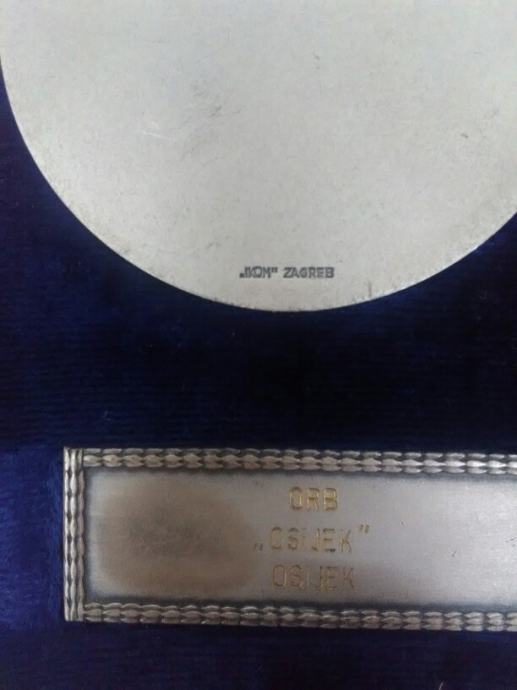 „IKOM" ZAGREB
ORB
„OSIJEK"
OSIJEK